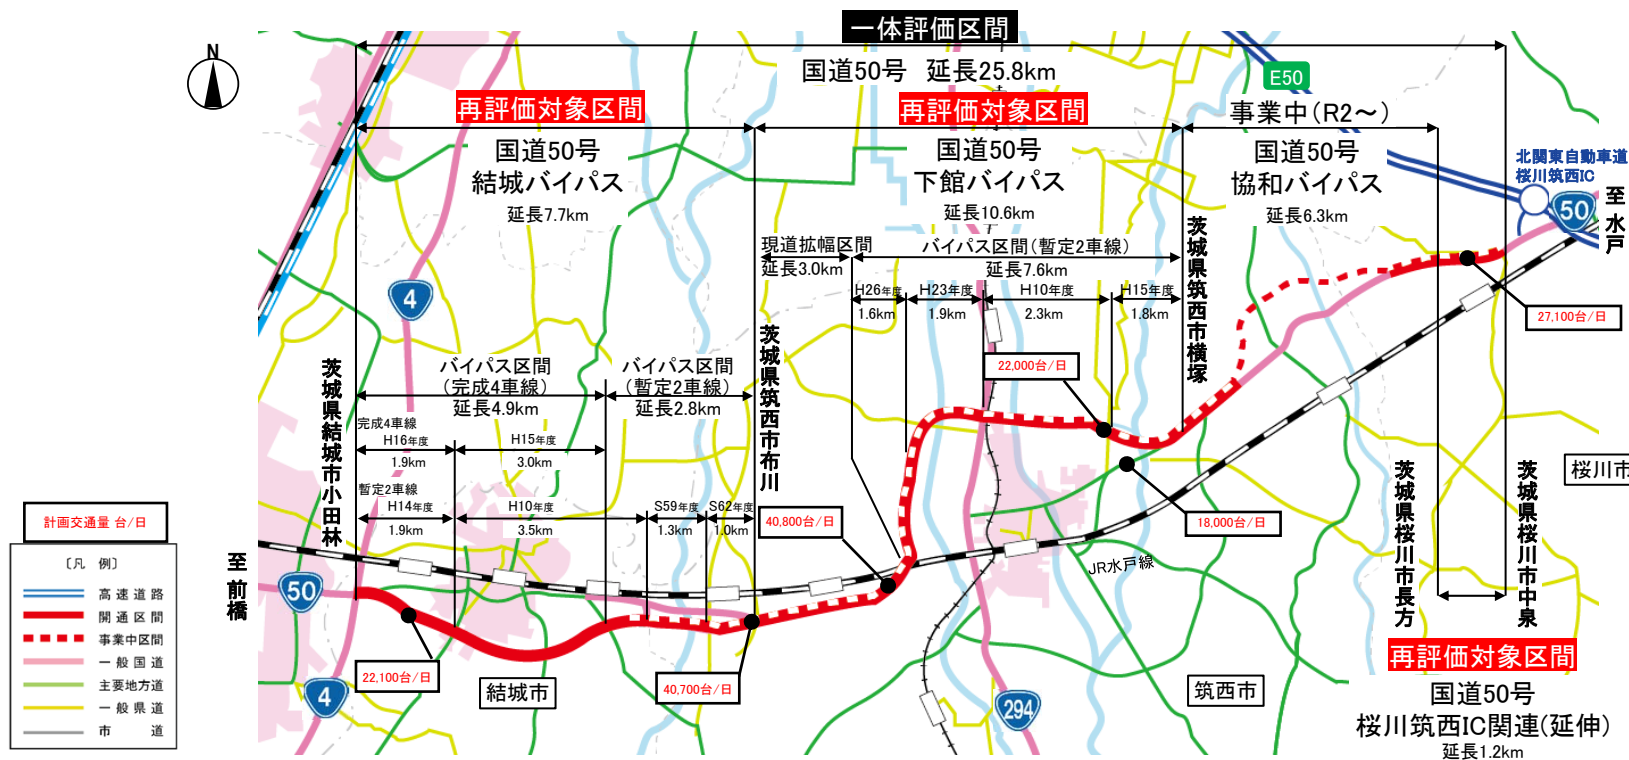 一体評価区間
国道50号 延長25.8km
N
E50
再評価対象区間
再評価対象区間
事業中（R2～）
国道50号
結城バイパス
延長7.7km
国道50号
下館バイパス
延長10.6km
国道50号
協和バイパス
延長6.3km
北関東自動車道
桜川筑西IC
50
至水戸
現道拡幅区間
延長3.0km
バイパス区間（暫定2車線）
延長7.6km
H26年度
1.6km
H23年度
1.9km
H10年度
2.3km
H15年度
1.8km
茨城県筑西市横塚
27,100台/日
4
茨城県結城市小田林
バイパス区間
（完成4車線）
延長4.9km
バイパス区間
（暫定2車線）
延長2.8km
茨城県筑西市布川
22,000台/日
完成4車線
H16年度
1.9km
H15年度
3.0km
暫定2車線
H14年度
1.9km
H10年度
3.5km
S59年度
1.3km
S62年度
1.0km
40,800台/日
18,000台/日
JR水戸線
茨城県桜川市長方
茨城県桜川市中泉
桜川市
計画交通量 台/日
〔凡 例〕
高速道路
開通区間
事業中区間
一般国道
主要地方道
一般県道
市道
至前橋
50
22,100台/日
4
結城市
40,700台/日
294
筑西市
再評価対象区間
国道50号
桜川筑西IC関連（延伸）
延長1.2km